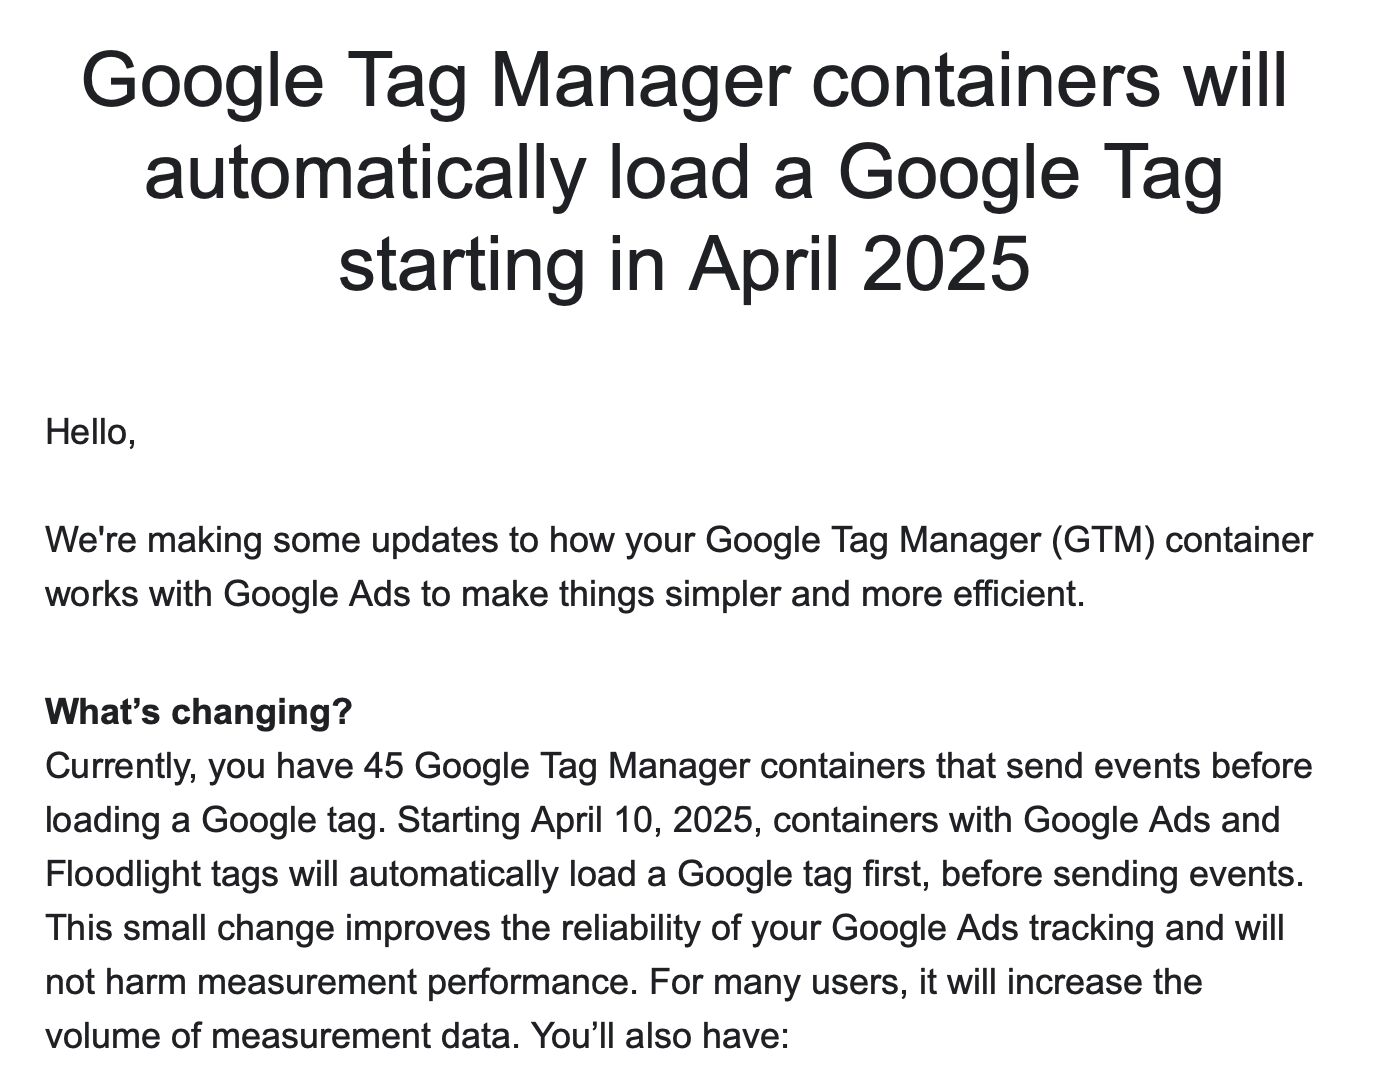 Google Tag Manager containers will
automatically load a Google Tag
starting in April 2025
Hello,
We're making some updates to how your Google Tag Manager (GTM) container
works with Google Ads to make things simpler and more efficient.
What’s changing?
Currently, you have 45 Google Tag Manager containers that send events before
loading a Google tag. Starting April 10, 2025, containers with Google Ads and
Floodlight tags will automatically load a Google tag first, before sending events.
This small change improves the reliability of your Google Ads tracking and will
not harm measurement performance. For many users, it will increase the
volume of measurement data. You’ll also have: